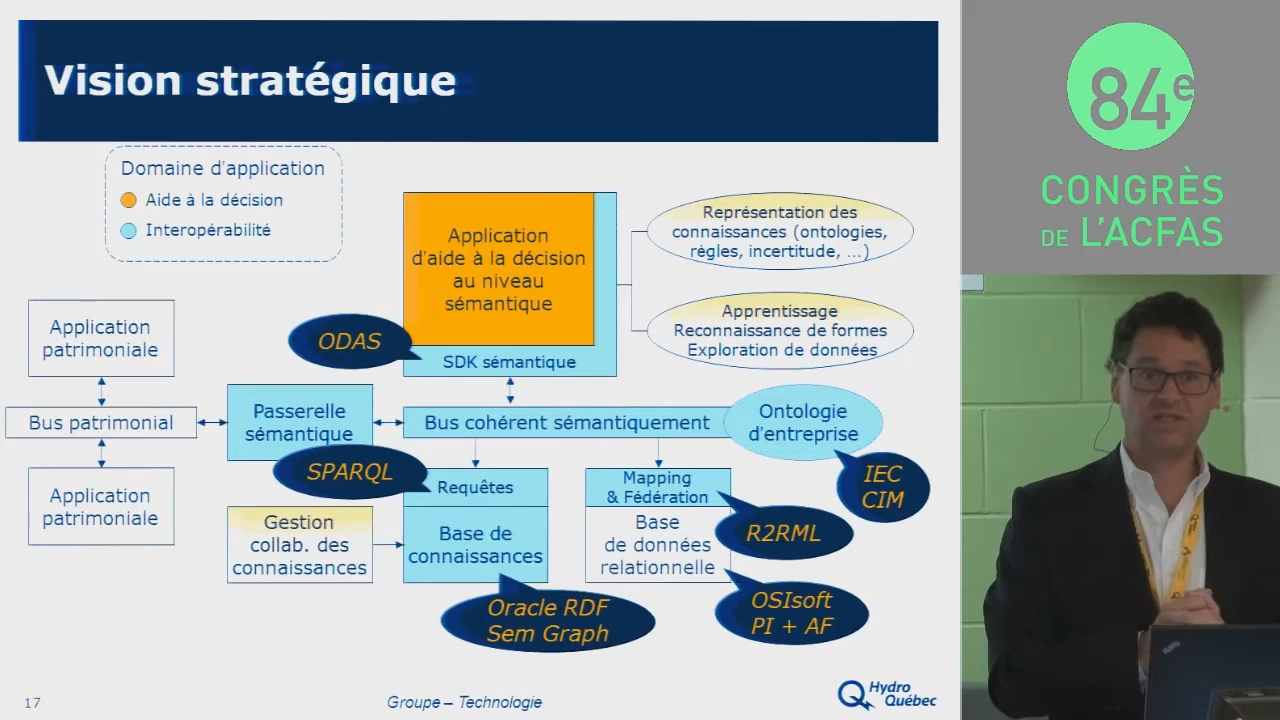 Vision stratégique
Domaine d'application
Aide à la décision
Interopérabilité
Application
d'aide à la décision
au niveau
sémantique
SDK sémantique
ODAS
Représentation des
connaissances (ontologies,
règles, incertitude, ...)
Apprentissage
Reconnaissance de formes
Exploration de données
Application
patrimoniale
Bus patrimonial
Application
patrimoniale
Passerelle
sémantique
Bus cohérent sémantiquement
Ontologie
d'entreprise
IEC
CIM
SPARQL
Requêtes
Base de
connaissances
Mapping
& Fédération
Base
de données
relationnelle
R2RML
Gestion
collab. des
connaissances
Oracle RDF
Sem Graph
OSIsoft
PI + AF
17
Groupe – Technologie
Hydro
Québec
84e
CONGRÈS
DE L'ACFAS